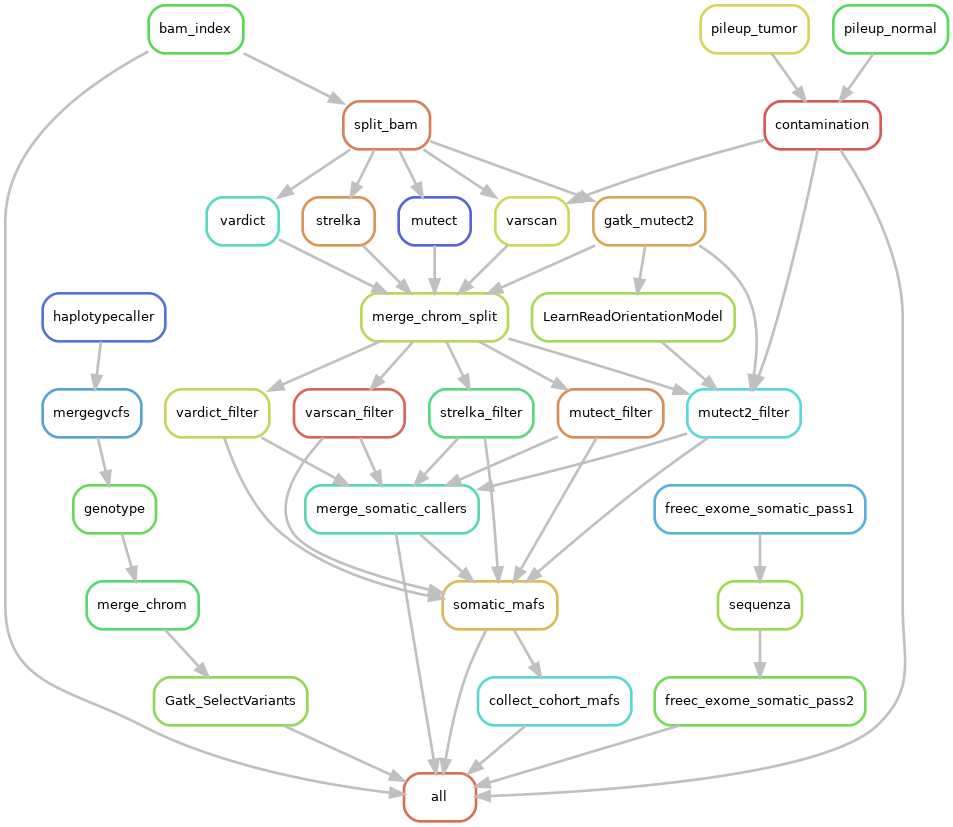 bam_index
pileup_tumor
pileup_normal
split_bam
contamination
vardict
strelka
mutect
varscan
gatk_mutect2
haplotypecaller
merge_chrom_split
LearnReadOrientationModel
mergegvcfs
vardict_filter
varscan_filter
strelka_filter
mutect_filter
mutect2_filter
genotype
merge_somatic_callers
freec_exome_somatic_pass1
merge_chrom
somatic_mafs
sequenza
Gatk_SelectVariants
collect_cohort_mafs
freec_exome_somatic_pass2
all